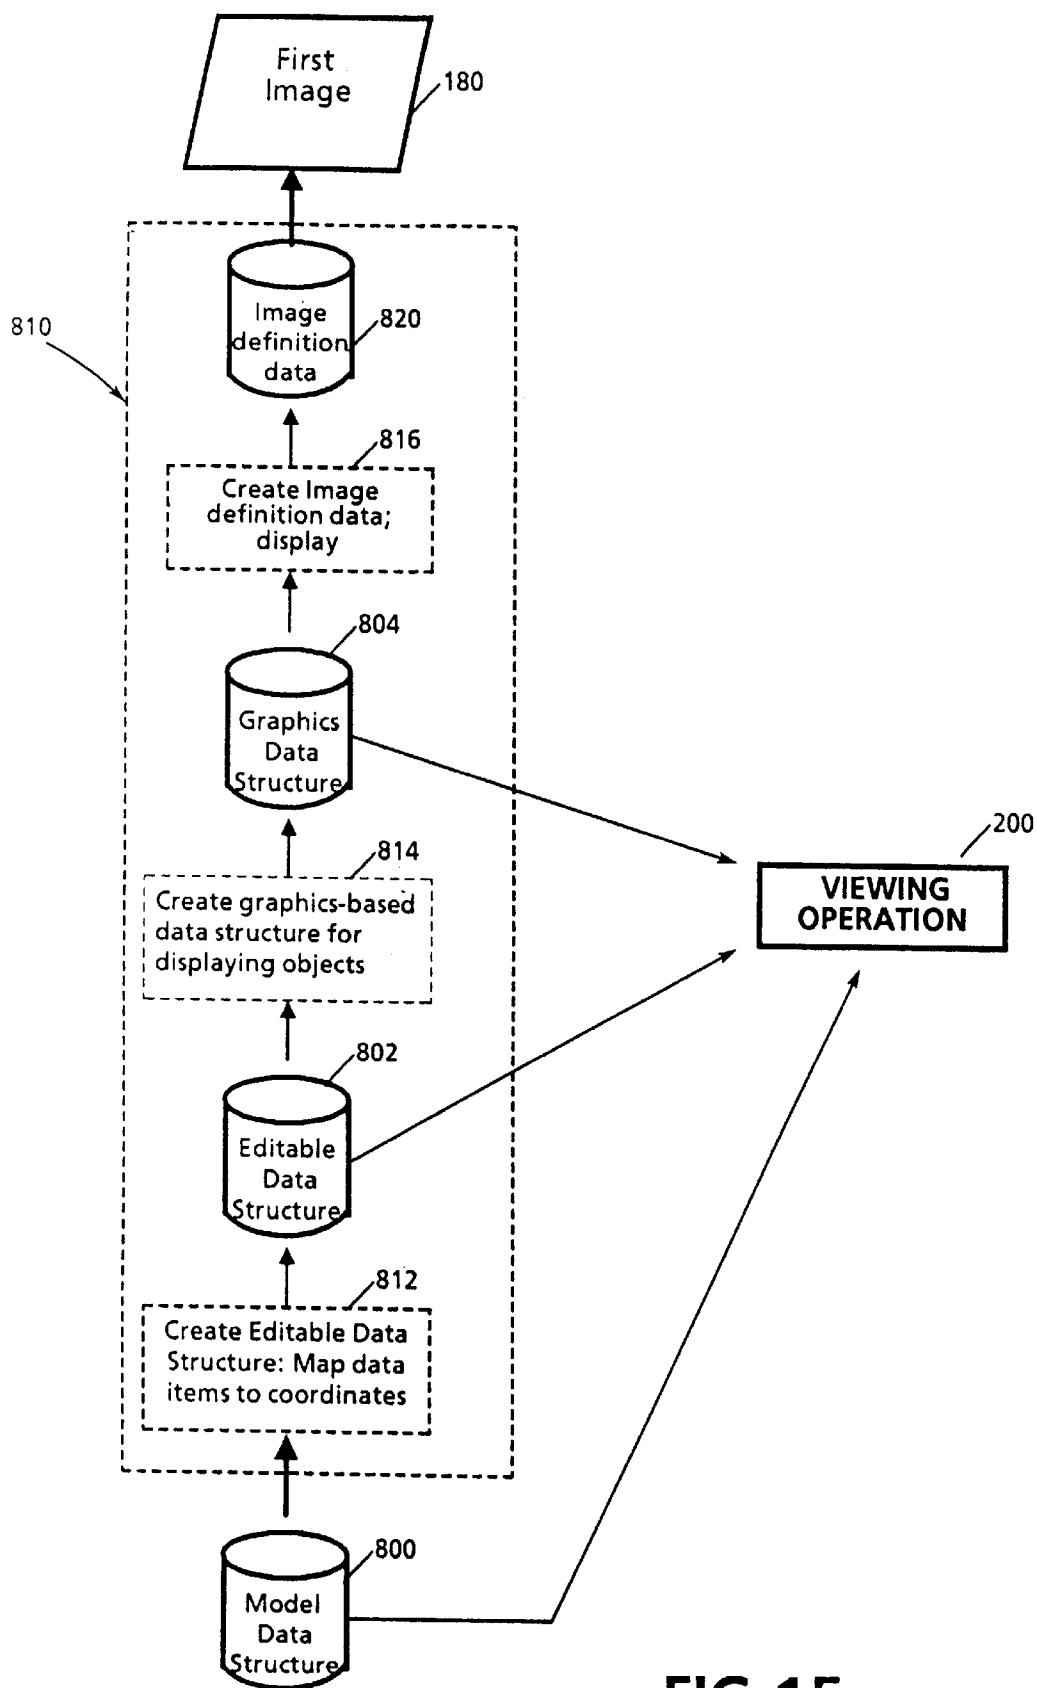 First
Image
180
810
Image
definition
data
820
816
Create Image
definition data;
display
804
Graphics
Data
Structure
814
Create graphics-based
data structure for
displaying objects
200
VIEWING
OPERATION
802
Editable
Data
Structure
812
Create Editable Data
Structure: Map data
items to coordinates
800
Model
Data
Structure
FIG. 15